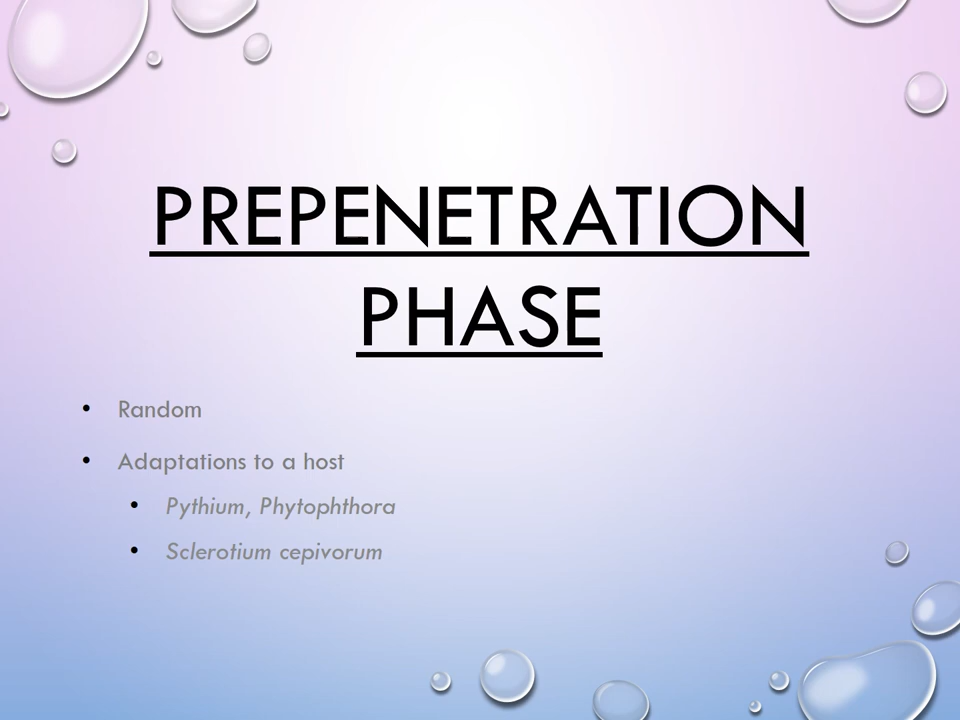 PREPENETRATION
PHASE
• Random
• Adaptations to a host
• Pythium, Phytophthora
• Sclerotium cepivorum